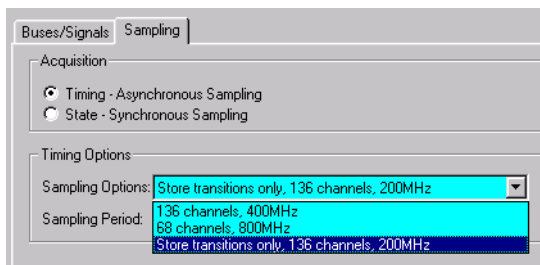 Buses/Signals Sampling
Acquisition
Timing - Asynchronous Sampling
State - Synchronous Sampling
Timing Options
Sampling Options: Store transitions only, 136 channels, 200MHz
136 channels, 400MHz
Sampling Period: 68 channels, 800MHz
Store transitions only, 136 channels, 200MHz